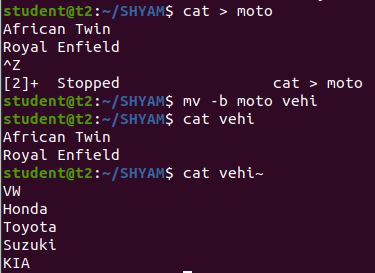 student@t2:~/SHYAM$ cat > moto
African Twin
Royal Enfield
^Z
[2]+  Stopped                 cat > moto
student@t2:~/SHYAM$ mv -b moto vehi
student@t2:~/SHYAM$ cat vehi
African Twin
Royal Enfield
student@t2:~/SHYAM$ cat vehi~
VW
Honda
Toyota
Suzuki
KIA